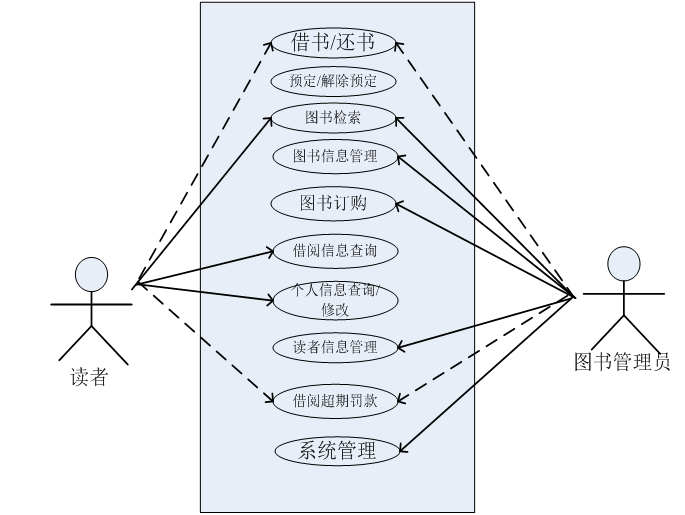 借书/还书
预定/解除预定
图书检索
图书信息管理
图书订购
借阅信息查询
个人信息查询/
修改
读者信息管理
借阅超期罚款
系统管理
读者
图书管理员